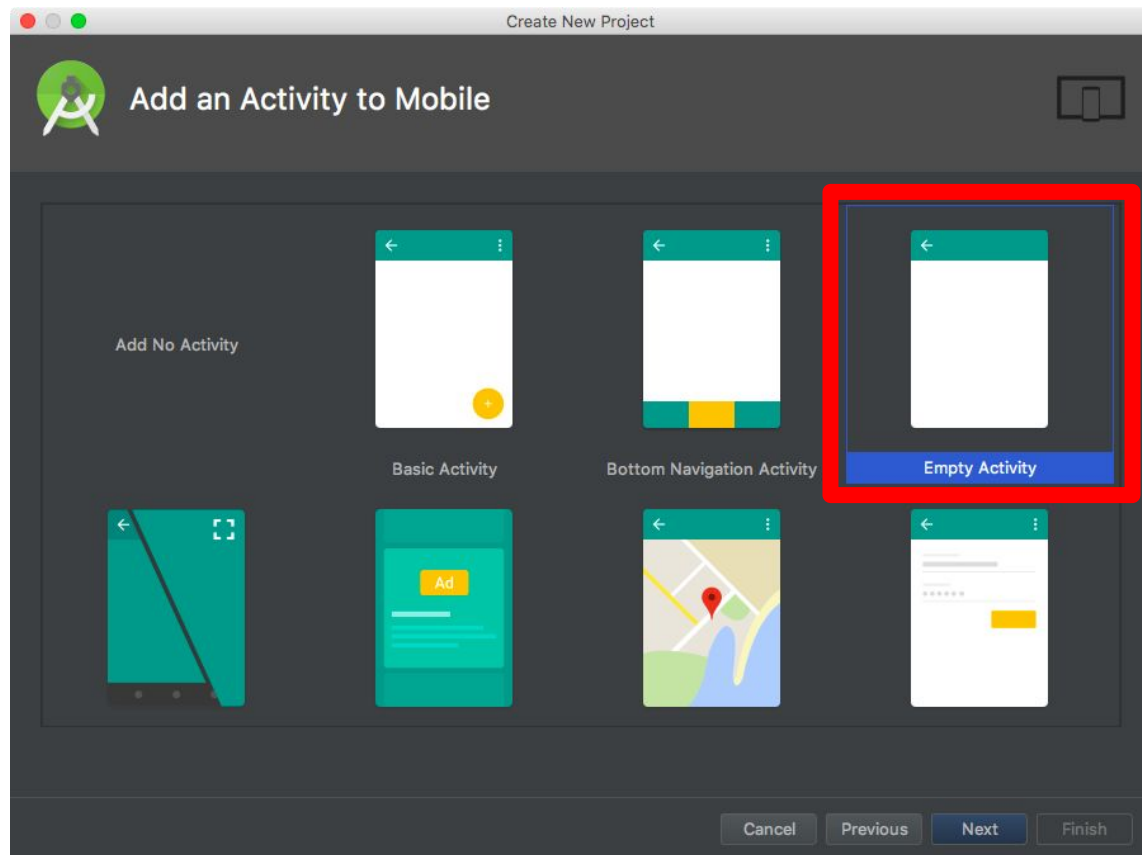 Create New Project
Add an Activity to Mobile
Add No Activity
Basic Activity
Bottom Navigation Activity
Empty Activity
Ad
Cancel
Previous
Next
Finish